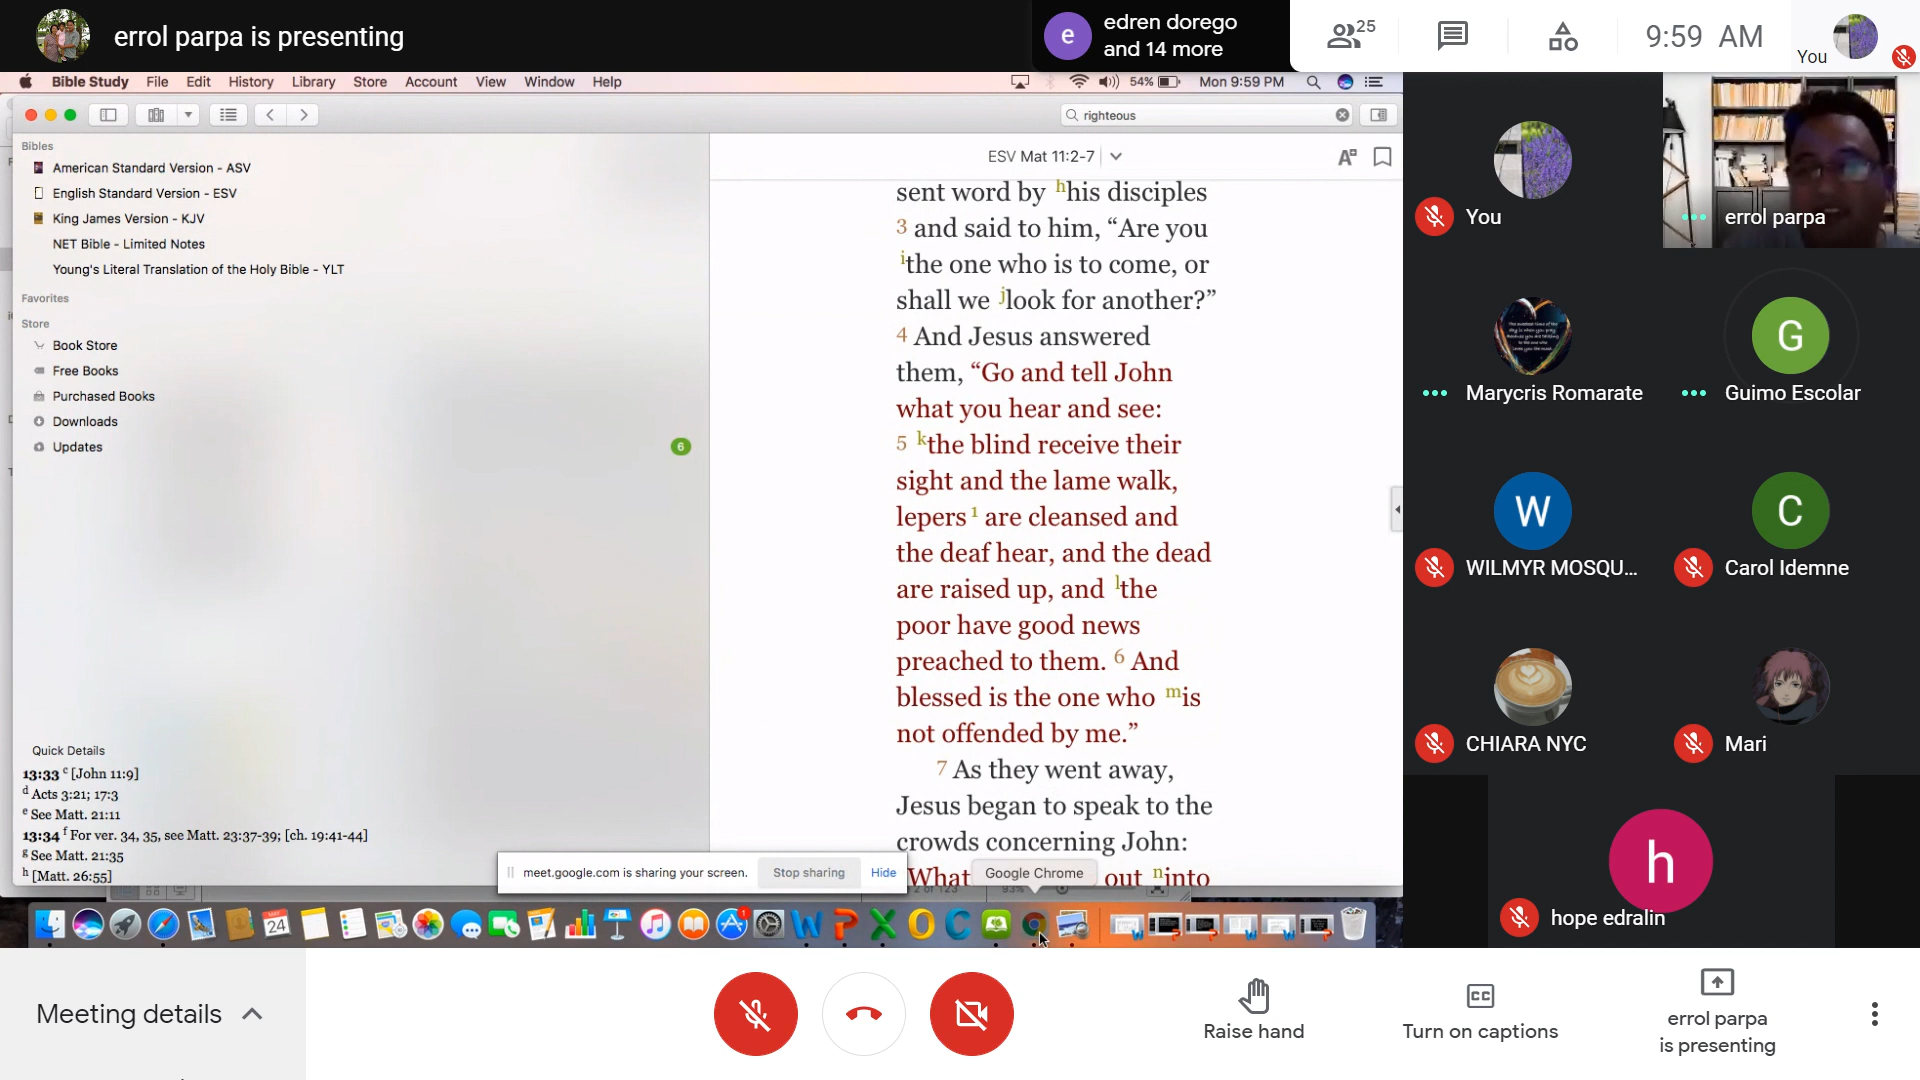 errol parpa is presenting
e
edren dorego
and 14 more
25
9:59 AM
You
Bible Study File Edit History Library Store Account View Window Help
54%
Mon 9:59 PM
righteous
Bibles
American Standard Version - ASV
English Standard Version - ESV
King James Version - KJV
NET Bible - Limited Notes
Young's Literal Translation of the Holy Bible - YLT
Favorites
Store
Book Store
Free Books
Purchased Books
Downloads
Updates
6
Quick Details
13:33 c [John 11:9]
d Acts 3:21; 17:3
e See Matt. 21:11
13:34 f For ver. 34, 35, see Matt. 23:37-39; [ch. 19:41-44]
g See Matt. 21:35
h [Matt. 26:55]
ESV Mat 11:2-7
sent word by h his disciples
3 and said to him, “Are you
i the one who is to come, or
shall we j look for another?”
4 And Jesus answered
them, “Go and tell John
what you hear and see:
5 k the blind receive their
sight and the lame walk,
lepers 1 are cleansed and
the deaf hear, and the dead
are raised up, and l the
poor have good news
preached to them. 6 And
blessed is the one who m is
not offended by me.”
7 As they went away,
Jesus began to speak to the
crowds concerning John:
“What
out n into
meet.google.com is sharing your screen.
Stop sharing
Hide
Google Chrome
of 123
93%
24
1
You
errol parpa
Marycris Romarate
G
Guimo Escolar
W
WILMYR MOSQU...
C
Carol Idemne
CHIARA NYC
Mari
h
hope edralin
Meeting details
Raise hand
CC
Turn on captions
errol parpa
is presenting